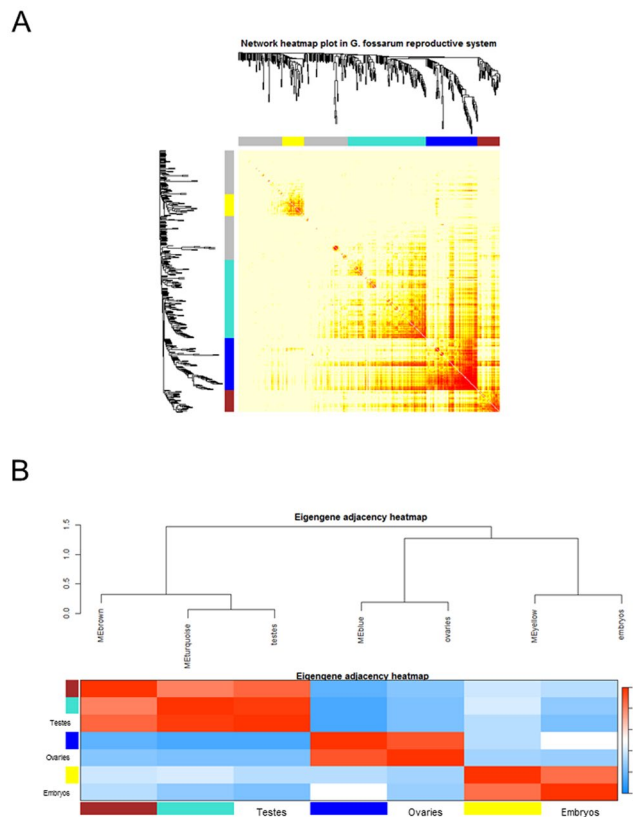 A
Network heatmap plot in G. fossarum reproductive system
B
Eigengene adjacency heatmap
1.5
1.0
0.5
0.0
MEbrown
MEturquoise
testes
MEblue
ovaries
MEyellow
embryos
Eigengene adjacency heatmap
Testes
Ovaries
Embryos
Testes
Ovaries
Embryos